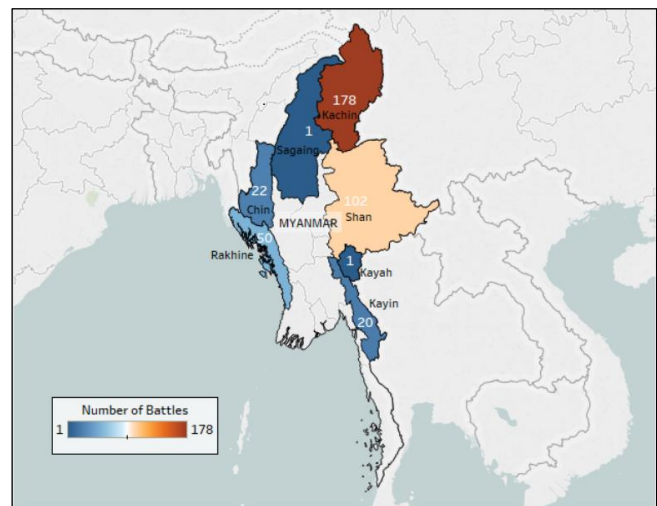 178
Kachin
1
Sagaing
22
Chin
102
Shan
MYANMAR
50
Rakhine
1
Kayah
Kayin
20
Number of Battles
1 178